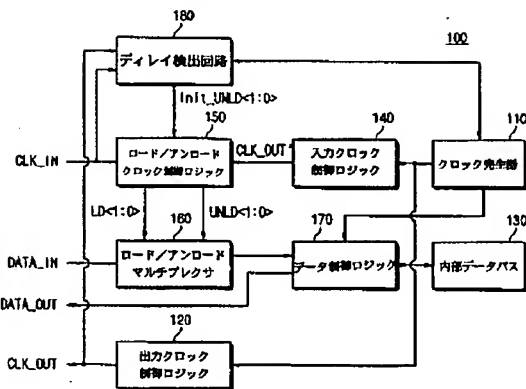 180
100
ディレイ検出回路
Init_UNLD<1:0>
150
140
110
CLK_IN
ロード/アンロード
クロック制御ロジック
CLK_OUT
入力クロック
制御ロジック
クロック発生器
LD<1:0>
UNLD<1:0>
160
170
130
DATA_IN
ロード/アンロード
マルチプレクサ
データ制御ロジック
内部データバス
DATA_OUT
120
CLK_OUT
出力クロック
制御ロジック